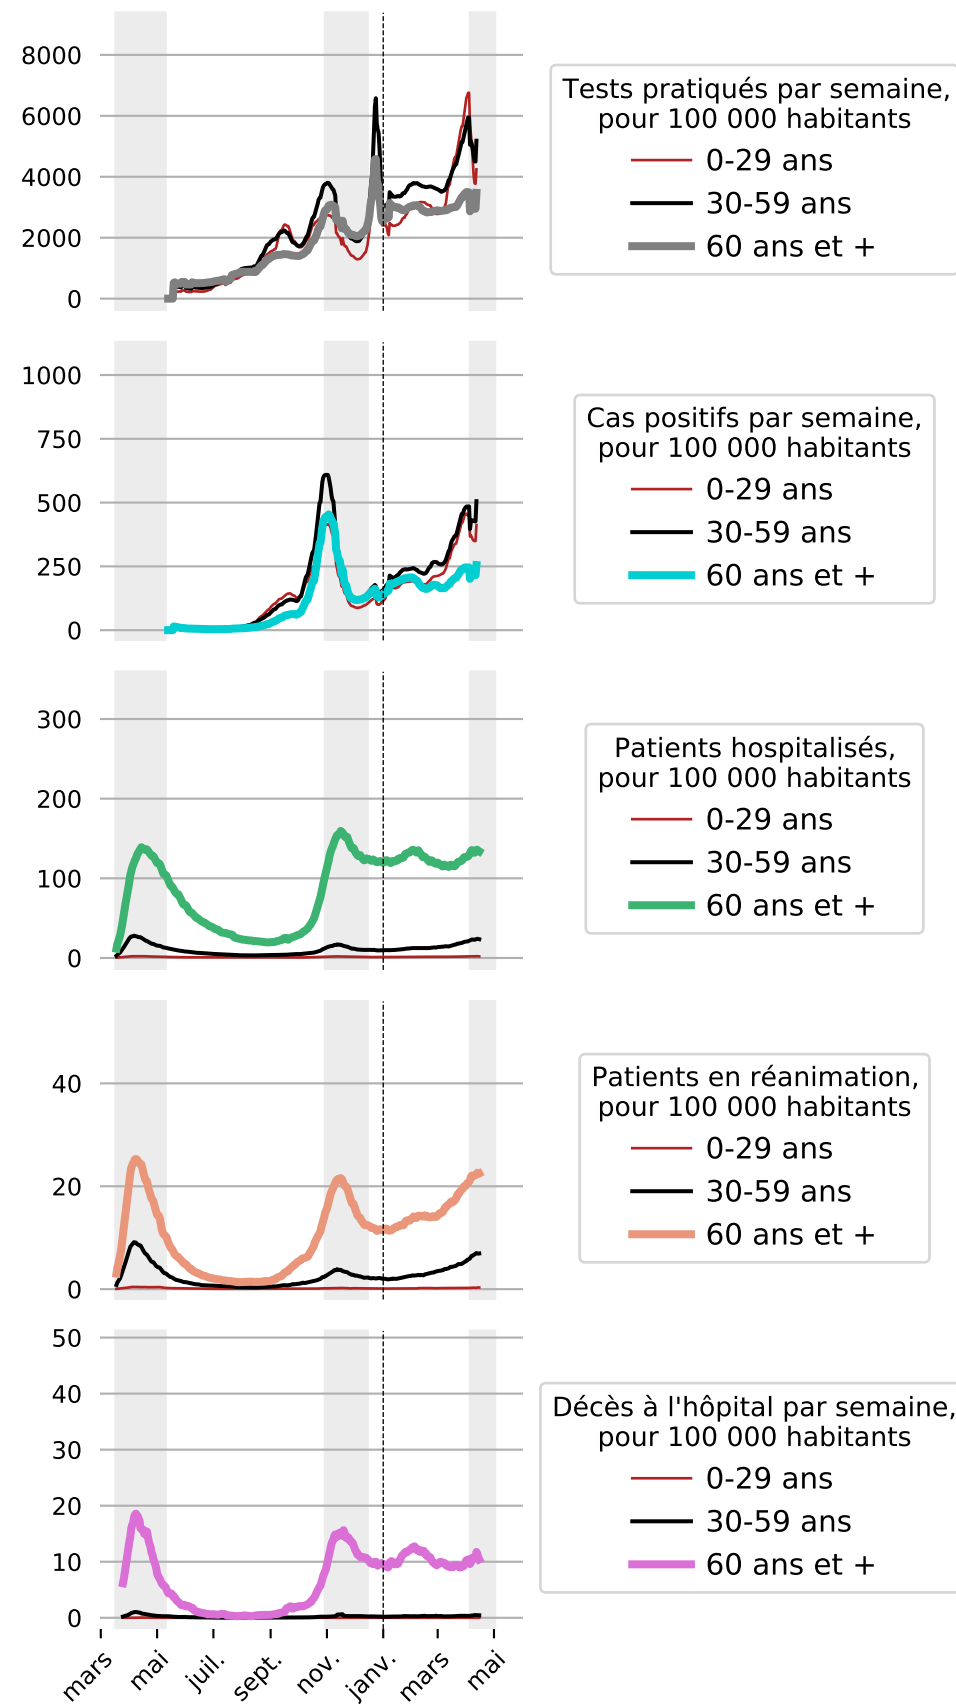 8000
6000
4000
2000
0
Tests pratiqués par semaine,
pour 100 000 habitants
0-29 ans
30-59 ans
60 ans et +
1000
750
500
250
0
Cas positifs par semaine,
pour 100 000 habitants
0-29 ans
30-59 ans
60 ans et +
300
200
100
0
Patients hospitalisés,
pour 100 000 habitants
0-29 ans
30-59 ans
60 ans et +
40
20
0
Patients en réanimation,
pour 100 000 habitants
0-29 ans
30-59 ans
60 ans et +
50
40
30
20
10
0
Décès à l'hôpital par semaine,
pour 100 000 habitants
0-29 ans
30-59 ans
60 ans et +
mars
mai
juil.
sept.
nov.
janv.
mars
mai